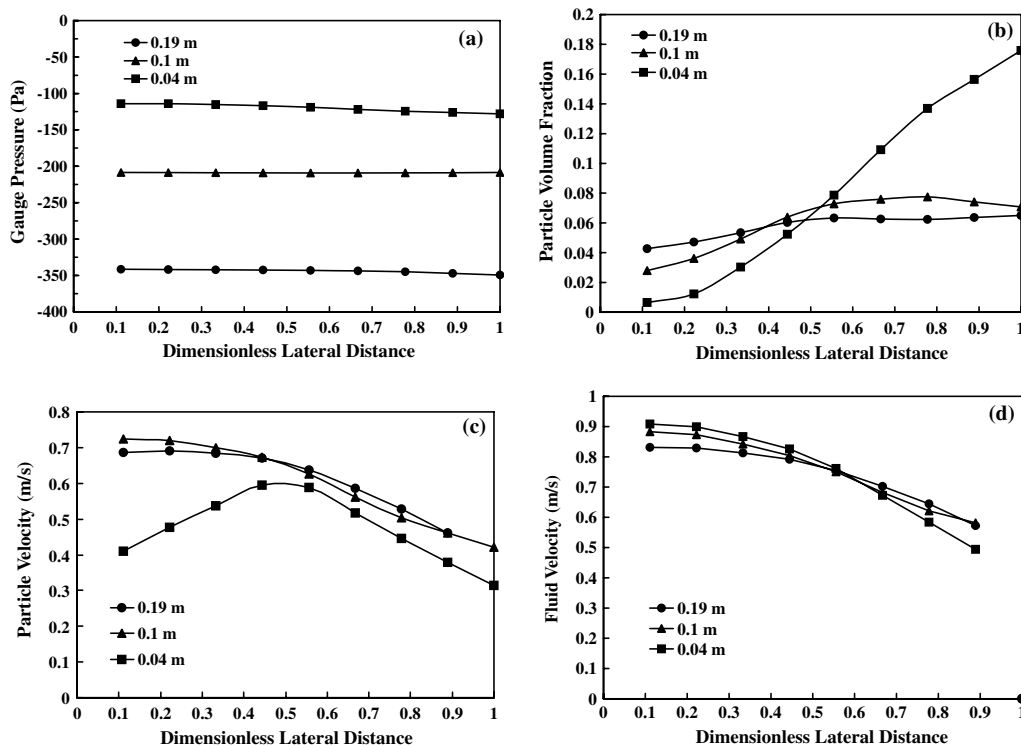 (a)
0.19 m
0.1 m
0.04 m
Gauge Pressure (Pa)
0
-50
-100
-150
-200
-250
-300
-350
-400
0 0.1 0.2 0.3 0.4 0.5 0.6 0.7 0.8 0.9 1
Dimensionless Lateral Distance
(b)
0.19 m
0.1 m
0.04 m
Particle Volume Fraction
0.2
0.18
0.16
0.14
0.12
0.1
0.08
0.06
0.04
0.02
0
0 0.1 0.2 0.3 0.4 0.5 0.6 0.7 0.8 0.9 1
Dimensionless Lateral Distance
(c)
Particle Velocity (m/s)
0.8
0.7
0.6
0.5
0.4
0.3
0.2
0.1
0
0.19 m
0.1 m
0.04 m
0 0.1 0.2 0.3 0.4 0.5 0.6 0.7 0.8 0.9 1
Dimensionless Lateral Distance
(d)
Fluid Velocity (m/s)
1
0.9
0.8
0.7
0.6
0.5
0.4
0.3
0.2
0.1
0
0.19 m
0.1 m
0.04 m
0 0.1 0.2 0.3 0.4 0.5 0.6 0.7 0.8 0.9 1
Dimensionless Lateral Distance